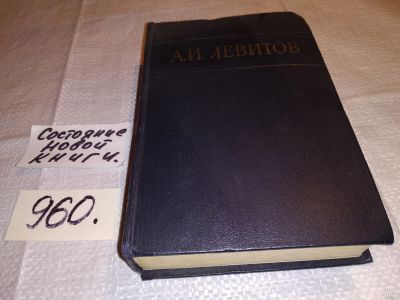 А.И. ЛЕВИТОВ
Состояние
новой
книги.
960.